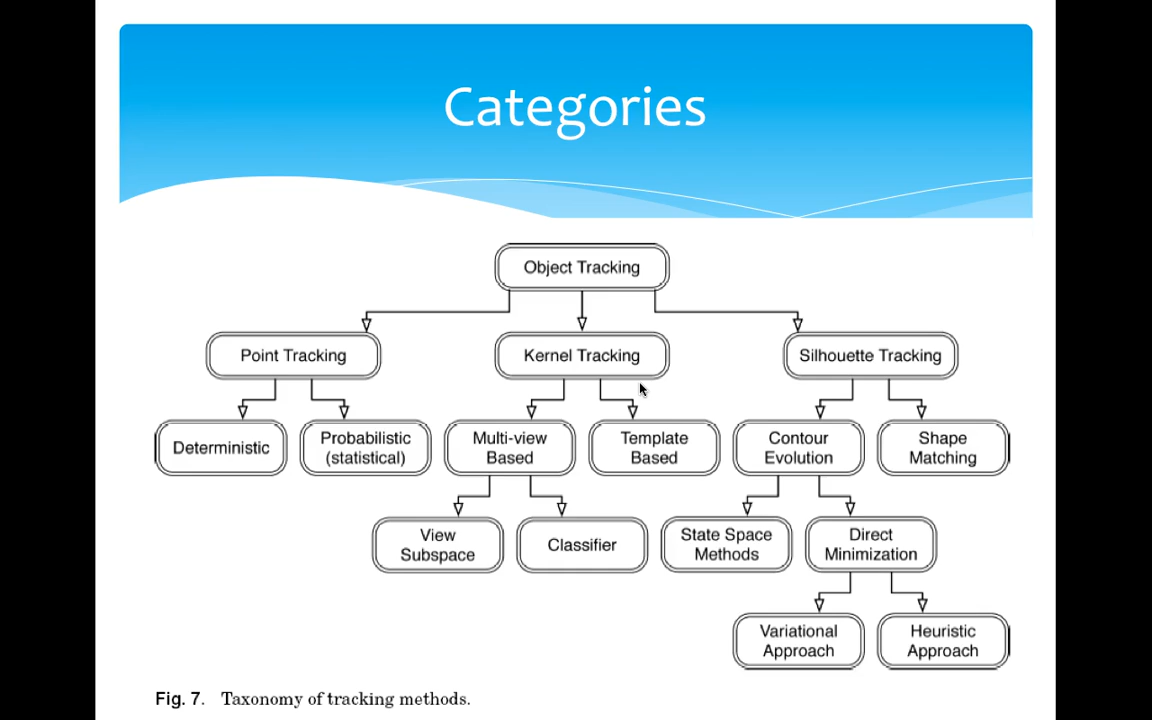 Categories
Object Tracking
Point Tracking
Kernel Tracking
Silhouette Tracking
Deterministic
Probabilistic
(statistical)
Multi-view
Based
Template
Based
Contour
Evolution
Shape
Matching
View
Subspace
Classifier
State Space
Methods
Direct
Minimization
Variational
Approach
Heuristic
Approach
Fig. 7. Taxonomy of tracking methods.